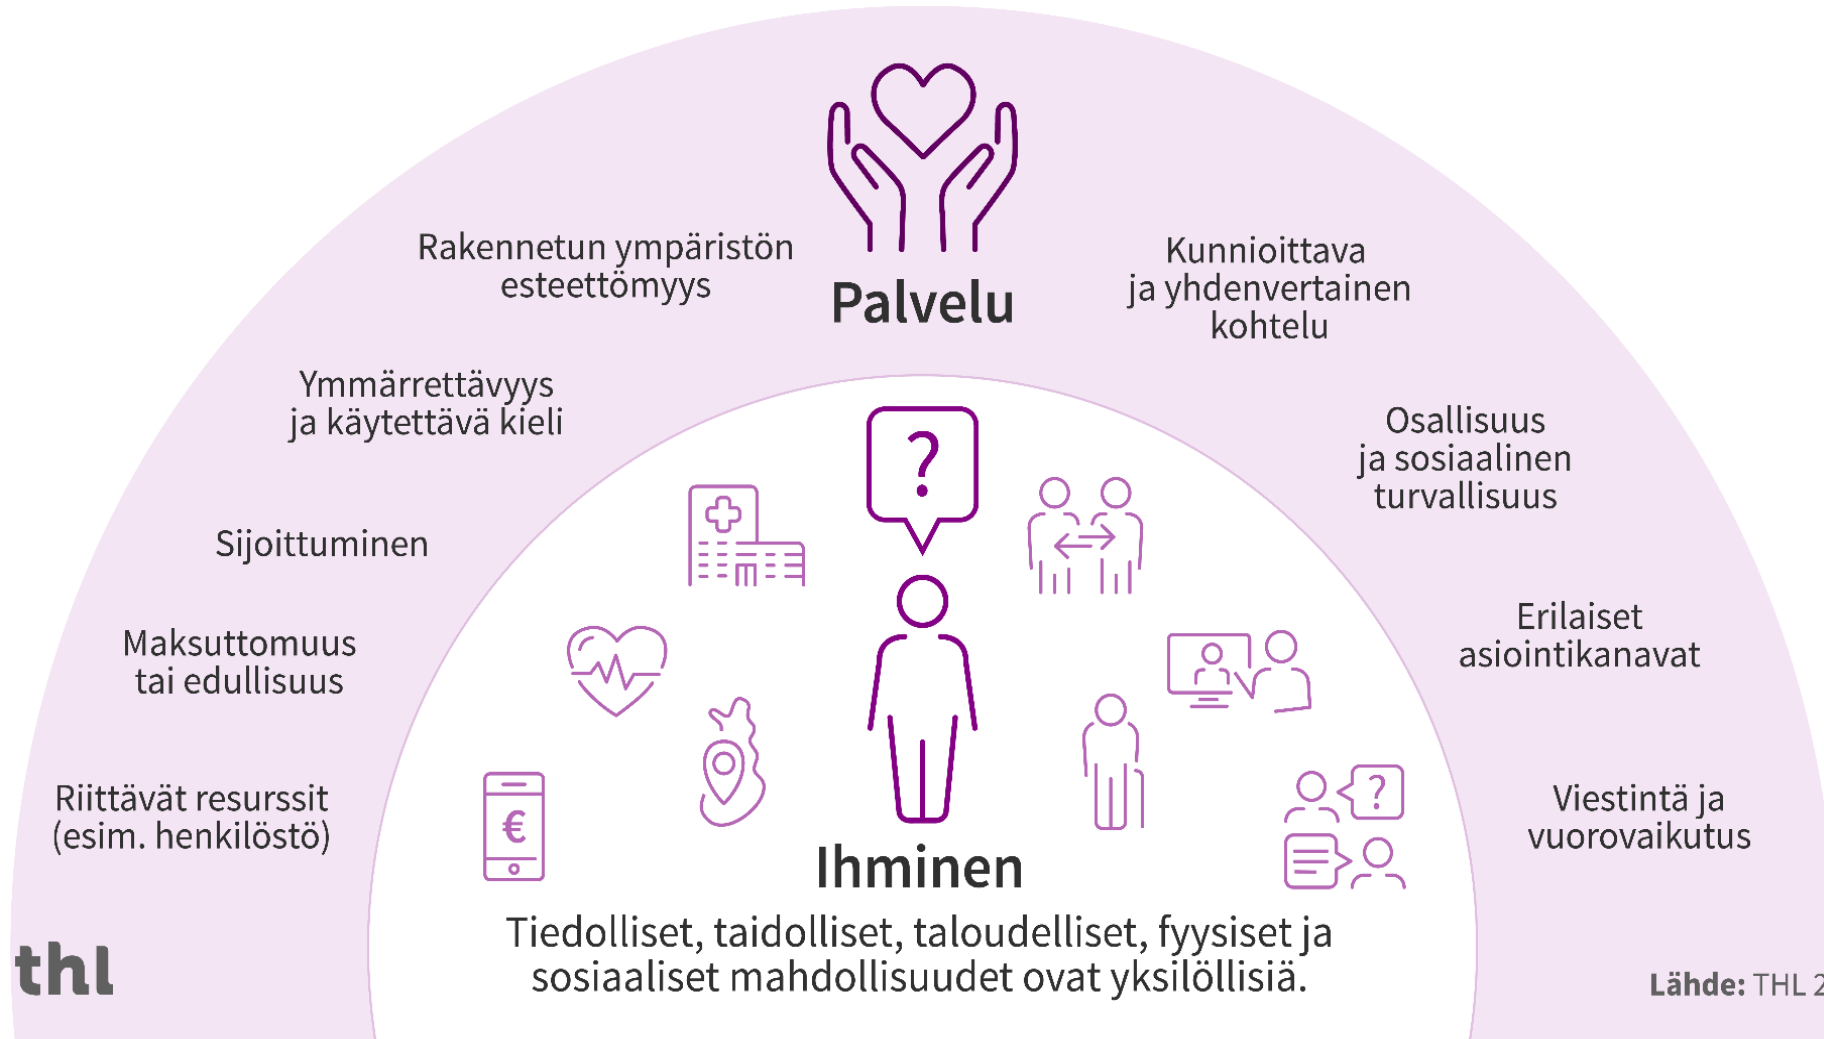 Palvelu
Rakennetun ympäristön
esteettömyys
Ymmärrettävyys
ja käytettävä kieli
Sijoittuminen
Maksuttomuus
tai edullisuus
Riittävät resurssit
(esim. henkilöstö)
Kunnioittava
ja yhdenvertainen
kohtelu
Osallisuus
ja sosiaalinen
turvallisuus
Erilaiset
asiointikanavat
Viestintä ja
vuorovaikutus
?
€
?
Ihminen
Tiedolliset, taidolliset, taloudelliset, fyysiset ja
sosiaaliset mahdollisuudet ovat yksilöllisiä.
thl
Lähde: THL 2